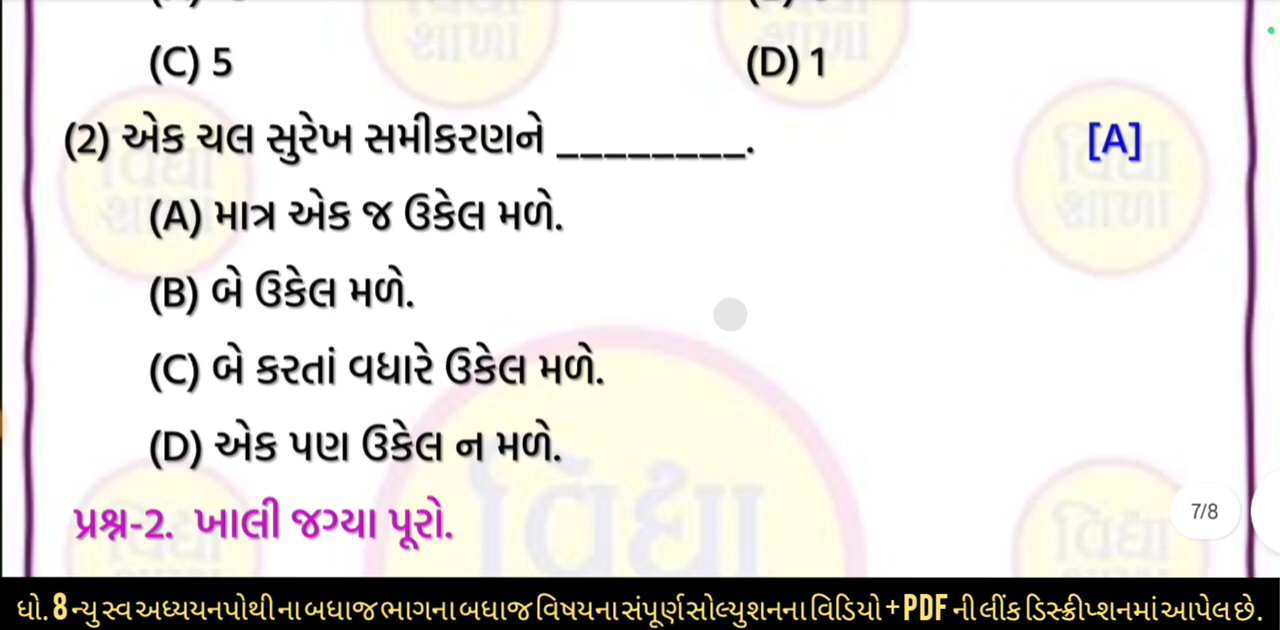 (C) 5 (D) 1
(2) એક ચલ સુરેખ સમીકરણને ________. [A]
(A) માત્ર એક જ ઉકેલ મળે.
(B) બે ઉકેલ મળે.
(C) બે કરતાં વધારે ઉકેલ મળે.
(D) એક પણ ઉકેલ ન મળે.
પ્રશ્ન-2. ખાલી જગ્યા પૂરો.
7/8
ધો. 8 ન્યુ સ્વ અધ્યયનપોથી ના બધાજ ભાગના બધાજ વિષયના સંપૂર્ણ સોલ્યુશનના વિડિયો + PDF ની લીંક ડિસ્ક્રીપ્શનમાં આપેલ છે.